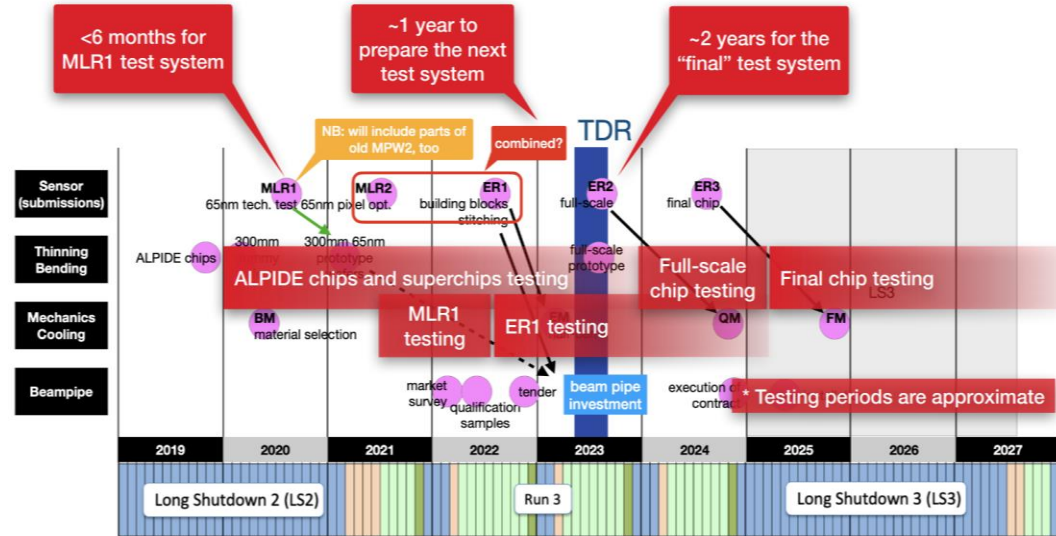 <6 months for
MLR1 test system
~1 year to
prepare the next
test system
~2 years for the
“final” test system
NB: will include parts of
old MPW2, too
combined?
TDR
Sensor
(submissions)
MLR1
65nm tech. test
MLR2
65nm pixel opt.
ER1
building blocks
stitching
ER2
full-scale
ER3
final chip
Thinning
Bending
ALPIDE chips
300mm
300mm 65nm
prototype
full-scale
prototype
ALPIDE chips and superchips testing
Full-scale
chip testing
Final chip testing
LS3
Mechanics
Cooling
BM
material selection
MLR1
testing
ER1 testing
QM
FM
Beampipe
market
survey
qualification
samples
tender
beam pipe
investment
execution of
contract
* Testing periods are approximate
2019
2020
2021
2022
2023
2024
2025
2026
2027
Long Shutdown 2 (LS2)
Run 3
Long Shutdown 3 (LS3)